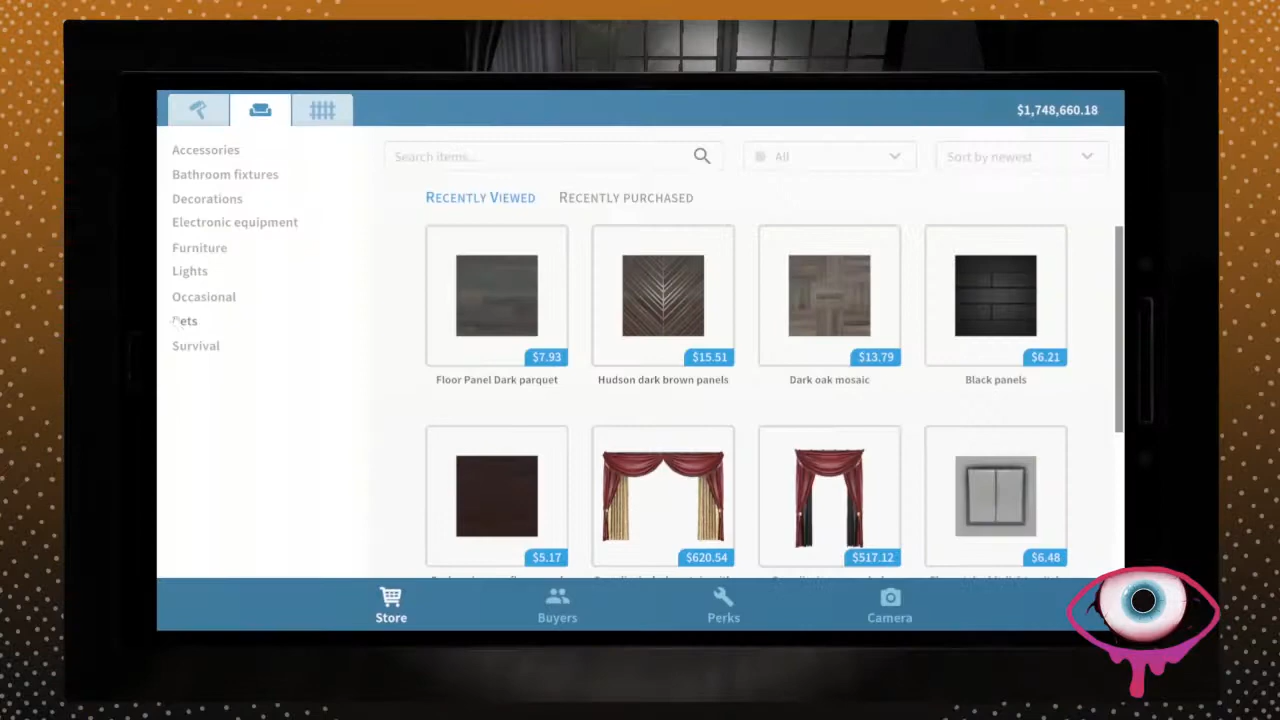 $1,748,660.18
Accessories
Bathroom fixtures
Decorations
Electronic equipment
Furniture
Lights
Occasional
Pets
Survival
Search items...
All
Sort by newest
RECENTLY VIEWED
RECENTLY PURCHASED
$7.93
$15.51
$13.79
$6.21
Floor Panel Dark parquet
Hudson dark brown panels
Dark oak mosaic
Black panels
$5.17
$620.54
$517.12
$6.48
Store
Buyers
Perks
Camera